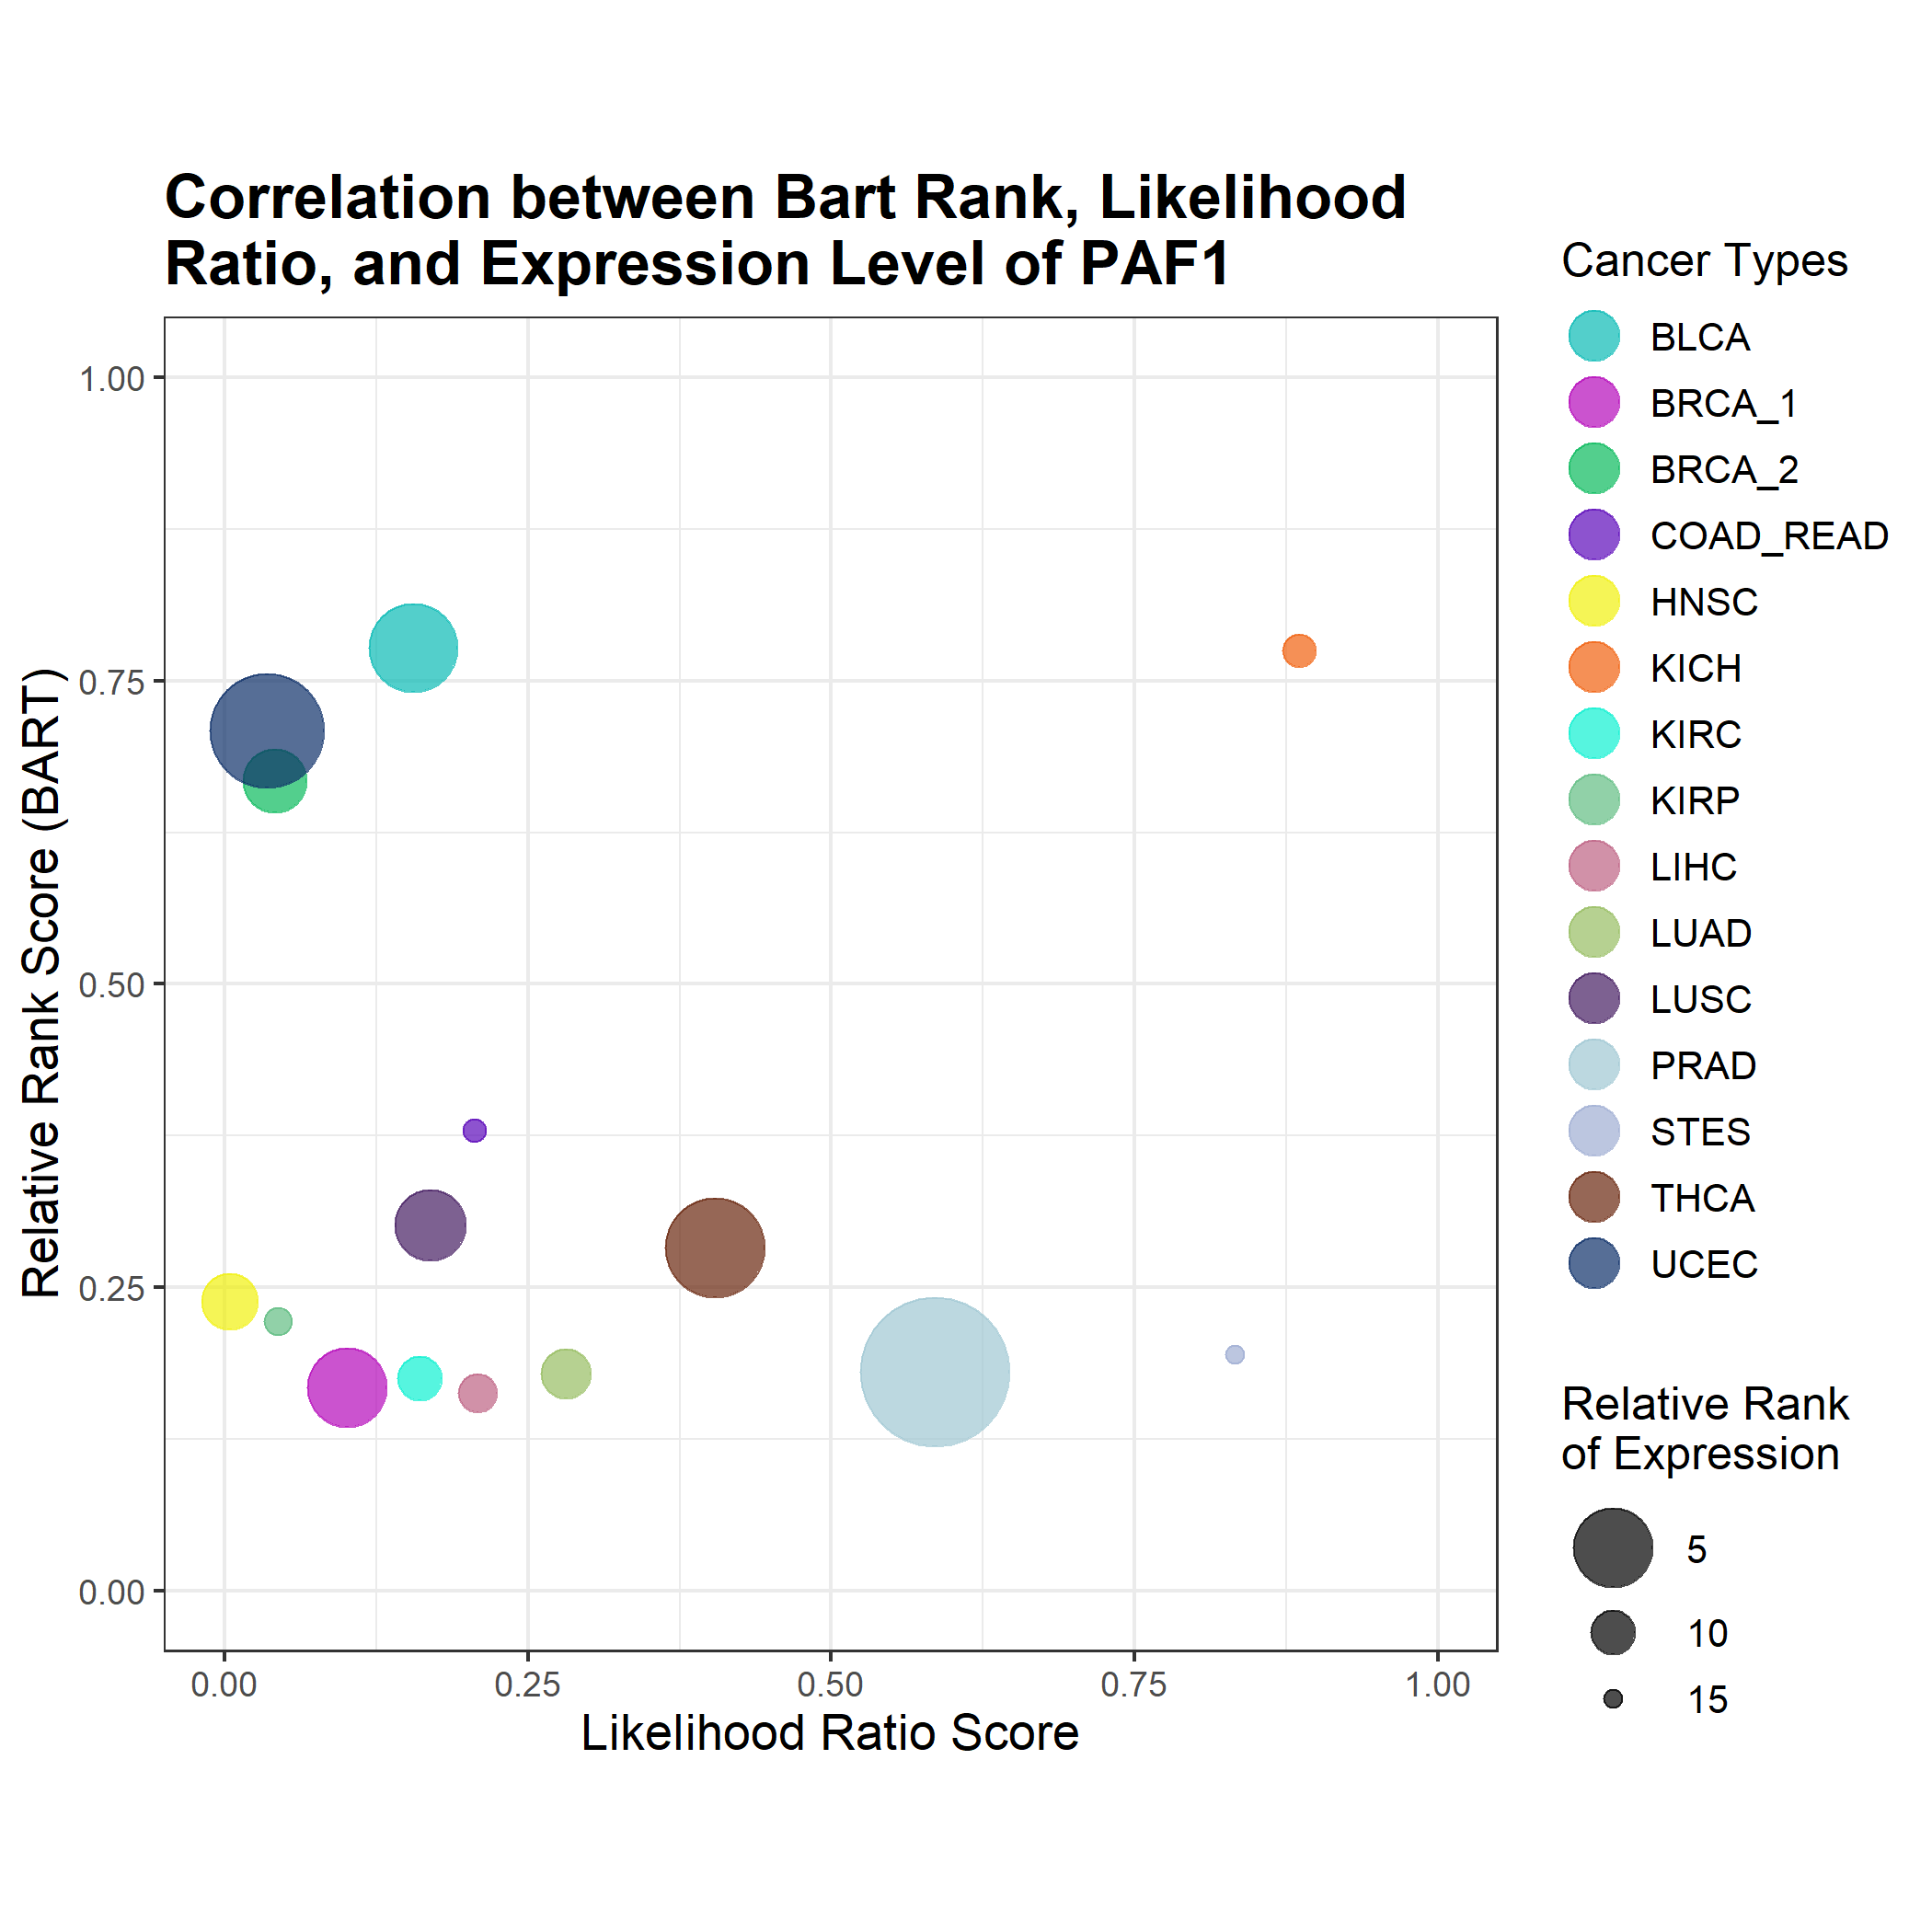 Correlation between Bart Rank, Likelihood
Ratio, and Expression Level of PAF1
Relative Rank Score (BART)
1.00
0.75
0.50
0.25
0.00
0.00
0.25
0.50
0.75
1.00
Likelihood Ratio Score
Cancer Types
BLCA
BRCA_1
BRCA_2
COAD_READ
HNSC
KICH
KIRC
KIRP
LIHC
LUAD
LUSC
PRAD
STES
THCA
UCEC
Relative Rank
of Expression
5
10
15